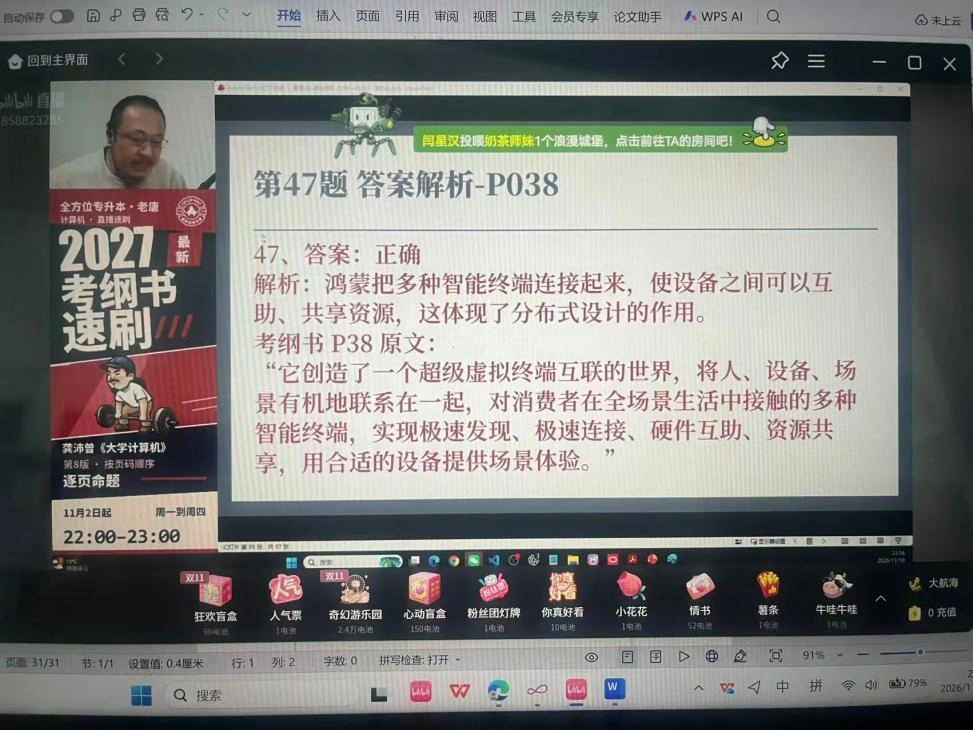 自动保存
开始 插入 页面 引用 审阅 视图 工具 会员专享 论文助手 WPS AI
未上云
回到主界面
bilibili 直播
858823285
闫星汉投喂奶茶师妹1个浪漫城堡，点击前往TA的房间吧！
第47题 答案解析-P038
47、答案：正确
解析：鸿蒙把多种智能终端连接起来，使设备之间可以互
助、共享资源，这体现了分布式设计的作用。
考纲书 P38 原文：
“它创造了一个超级虚拟终端互联的世界，将人、设备、场
景有机地联系在一起，对消费者在全场景生活中接触的多种
智能终端，实现极速发现、极速连接、硬件互助、资源共
享，用合适的设备提供场景体验。”
全方位专升本·老唐
计算机·直播速刷
2027
最新
考纲书
速刷
龚沛曾《大学计算机》
第8版·按页码顺序
逐页命题
11月2日起 周一到周四
22:00-23:00
搜索
双11 双11
人气
狂欢盲盒 人气票 奇幻游乐园 心动盲盒 粉丝团灯牌 你真好看 小花花 情书 薯条 牛哇牛哇
90电池 1电池 2.4万电池 150电池 1电池 10电池 1电池 52电池 1电池 1电池
大航海
0 充值
页面: 31/31 节: 1/1 设置值: 0.4厘米 行: 1 列: 2 字数: 0 拼写检查: 打开 91%
搜索
中 拼 79%